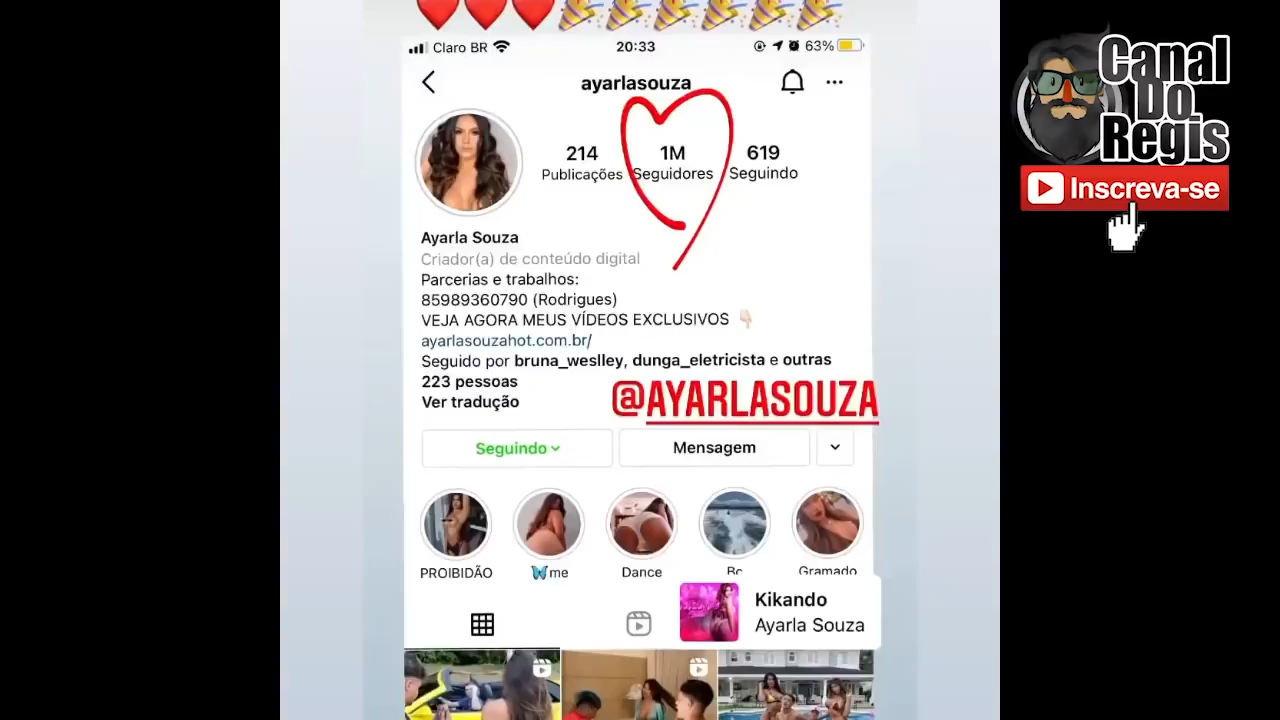 Claro BR
20:33
63%
ayarlasouza
214
1M
619
Publicações
Seguidores
Seguindo
Ayarla Souza
Criador(a) de conteúdo digital
Parcerias e trabalhos:
85989360790 (Rodrigues)
VEJA AGORA MEUS VÍDEOS EXCLUSIVOS
ayarlasouzahot.com.br/
Seguido por bruna_weslley, dunga_eletricista e outras
223 pessoas
Ver tradução
@AYARLASOUZA
Seguindo
Mensagem
PROIBIDÃO
me
Dance
Bc
Gramado
Kikando
Ayarla Souza
Canal
Do
Regis
Inscreva-se